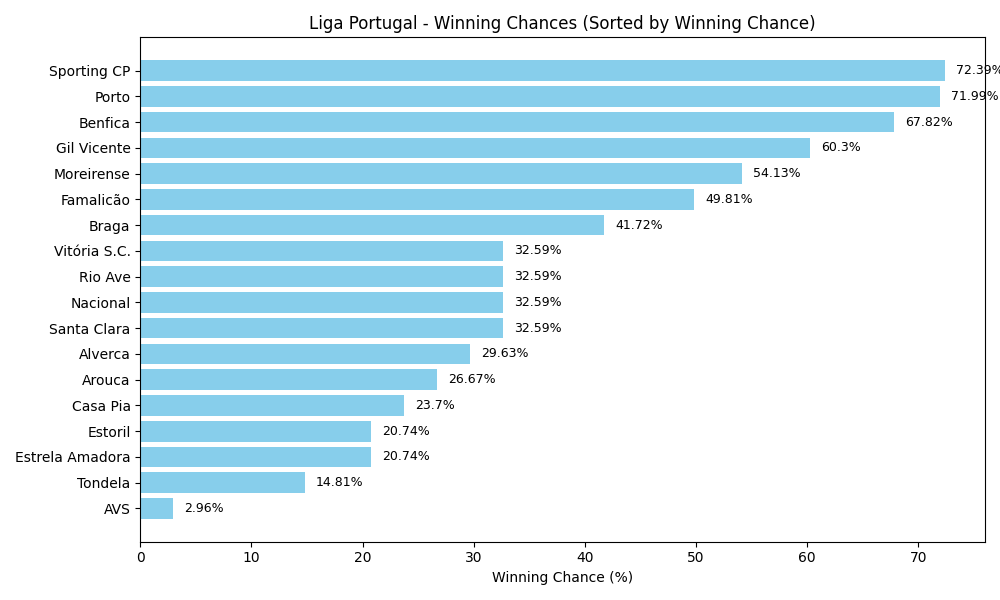 Liga Portugal - Winning Chances (Sorted by Winning Chance)
Sporting CP 72.39%
Porto 71.99%
Benfica 67.82%
Gil Vicente 60.3%
Moreirense 54.13%
Famalicão 49.81%
Braga 41.72%
Vitória S.C. 32.59%
Rio Ave 32.59%
Nacional 32.59%
Santa Clara 32.59%
Alverca 29.63%
Arouca 26.67%
Casa Pia 23.7%
Estoril 20.74%
Estrela Amadora 20.74%
Tondela 14.81%
AVS 2.96%
0 10 20 30 40 50 60 70
Winning Chance (%)